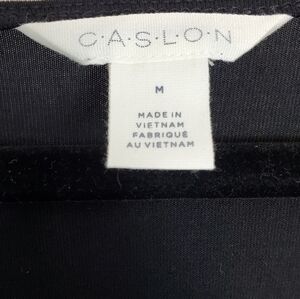 C·A·S·L·O·N
M
MADE IN
VIETNAM
FABRIQUÉ
AU VIETNAM